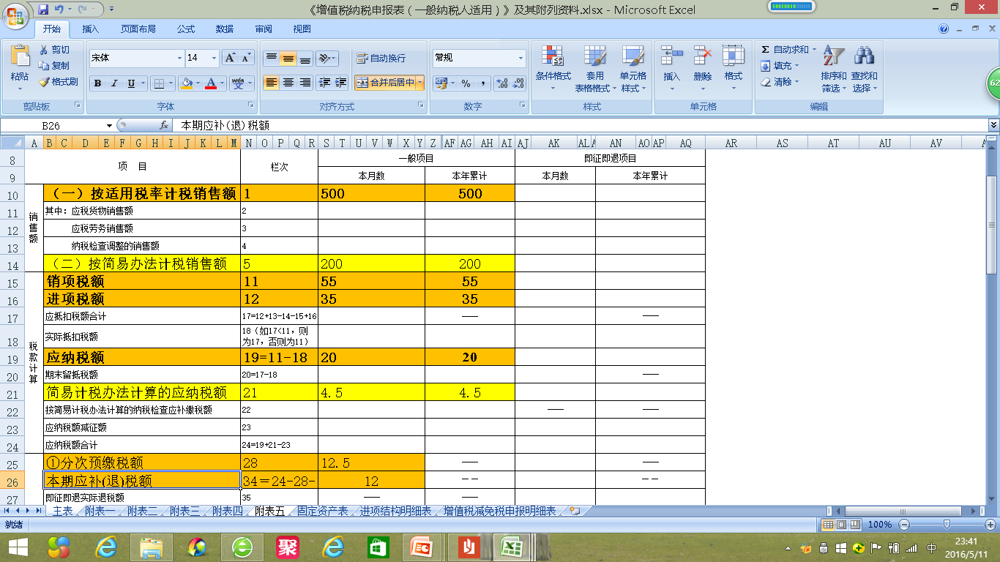 《增值税纳税申报表（一般纳税人适用）》及其附列资料.xlsx - Microsoft Excel
开始 插入 页面布局 公式 数据 审阅 视图
粘贴 剪切 复制 格式刷 剪贴板
宋体 14 A A B I U A wén 字体
自动换行 合并后居中 对齐方式
常规 % , .0 .00 .00 .0 数字
条件格式 套用表格格式 单元格样式 样式
插入 删除 格式 单元格
Σ 自动求和 填充 清除 排序和筛选 查找和选择 编辑
62
B26 fx 本期应补(退)税额
A B C D E F G H I J K L M N O P Q R S T U V W X Y Z AF AG AH AI AJ AK AL AN AO AP AQ AR AS AT AU AV
8 项 目 栏次 一般项目 即征即退项目
9 本月数 本年累计 本月数 本年累计
销售额
10 （一）按适用税率计税销售额 1 500 500
11 其中：应税货物销售额 2
12 应税劳务销售额 3
13 纳税检查调整的销售额 4
14 （二）按简易办法计税销售额 5 200 200
税款计算
15 销项税额 11 55 55
16 进项税额 12 35 35
17 应抵扣税额合计 17=12+13-14-15+16 —— ——
18 实际抵扣税额 18（如17<11，则为17，否则为11）
19 应纳税额 19=11-18 20 20
20 期末留抵税额 20=17-18 ——
21 简易计税办法计算的应纳税额 21 4.5 4.5
22 按简易计税办法计算的纳税检查应补缴税额 22 —— ——
23 应纳税额减征额 23
24 应纳税额合计 24=19+21-23
25 ①分次预缴税额 28 12.5 —— ——
26 本期应补(退)税额 34＝24-28- 12 -- --
27 即征即退实际退税额 35 —— ——
主表 附表一 附表二 附表三 附表四 附表五 固定资产表 进项结构明细表 增值税减免税申报明细表
就绪 100%
聚 中 23:41
2016/5/11